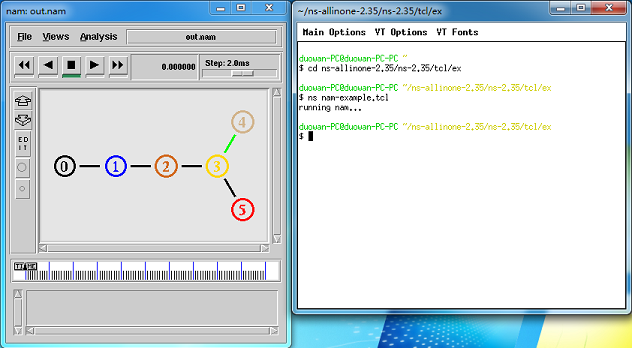 nam: out.nam
File Views Analysis out.nam
0.000000 Step: 2.0ms
E D
I T
4
0 1 2 3
5
TIME
~/ns-allinone-2.35/ns-2.35/tcl/ex
Main Options VT Options VT Fonts
duowan-PC@duowan-PC-PC ~
$ cd ns-allinone-2.35/ns-2.35/tcl/ex
duowan-PC@duowan-PC-PC ~/ns-allinone-2.35/ns-2.35/tcl/ex
$ ns nam-example.tcl
running nam...
duowan-PC@duowan-PC-PC ~/ns-allinone-2.35/ns-2.35/tcl/ex
$